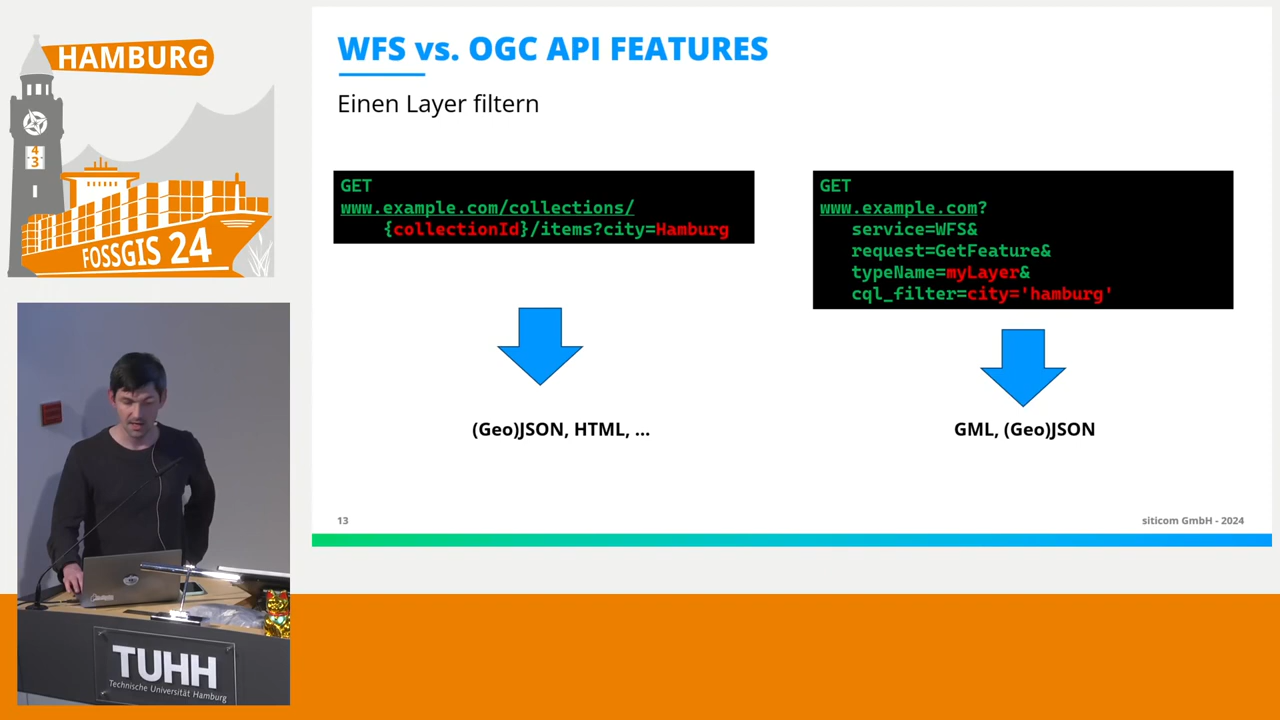 HAMBURG
4
3
FOSSGIS 24
WFS vs. OGC API FEATURES
Einen Layer filtern
GET
www.example.com/collections/
{collectionId}/items?city=Hamburg
(Geo)JSON, HTML, ...
GET
www.example.com?
service=WFS&
request=GetFeature&
typeName=myLayer&
cql_filter=city='hamburg'
GML, (Geo)JSON
13
siticom GmbH - 2024
TUHH
Technische Universität Hamburg